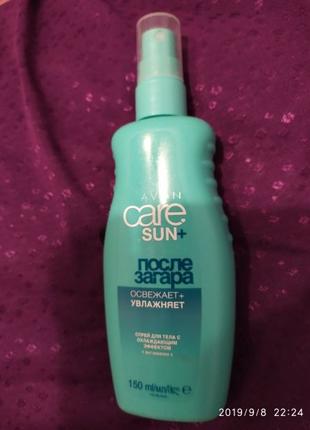 AVON
care
SUN+
после
загара
ОСВЕЖАЕТ+
УВЛАЖНЯЕТ
СПРЕЙ ДЛЯ ТЕЛА С
ОХЛАЖДАЮЩИМ
ЭФФЕКТОМ
150 ml/мл
2019/9/8 22:24